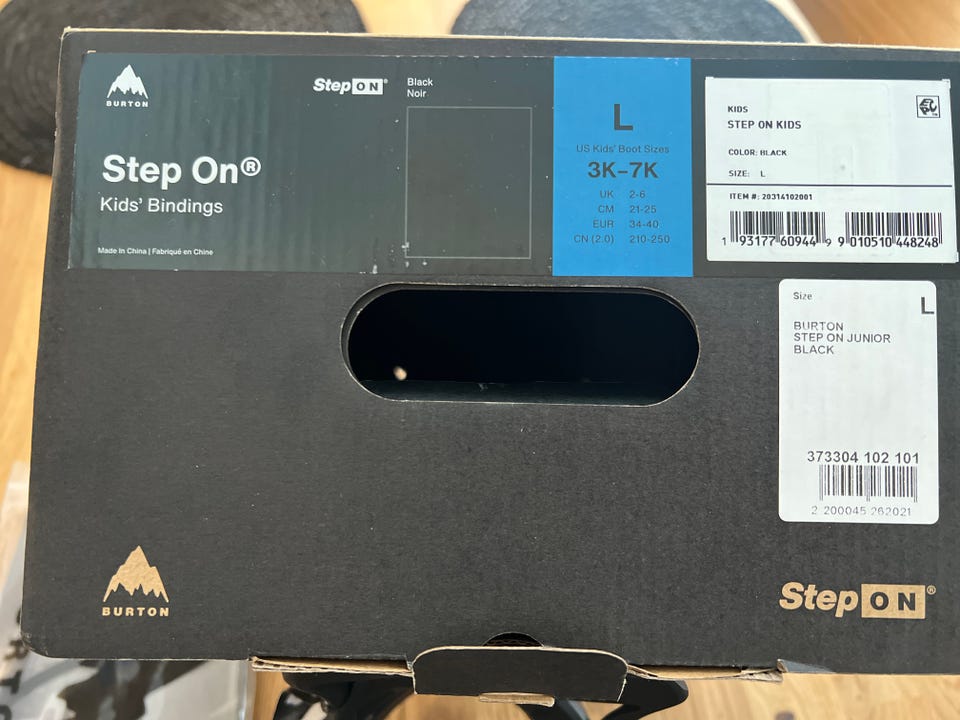 BURTON
StepON®
Black
Noir
Step On®
Kids' Bindings
Made In China | Fabriqué en Chine
L
US Kids' Boot Sizes
3K–7K
UK 2-6
CM 21-25
EUR 34-40
CN (2.0) 210-250
KIDS
STEP ON KIDS
COLOR: BLACK
SIZE: L
ITEM #: 20314102001
1 93177 60944 9 9 010510 448248
Size L
BURTON
STEP ON JUNIOR
BLACK
373304 102 101
2 200045 262021
BURTON
StepON®